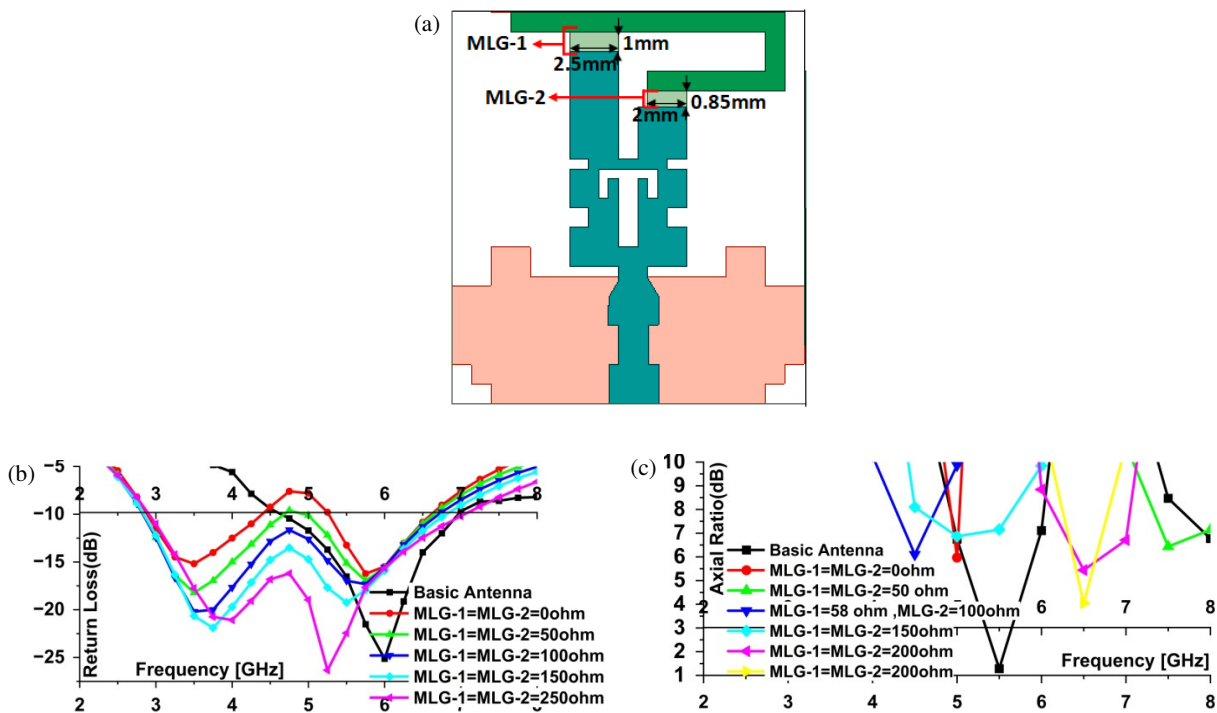 (a)
MLG-1
1mm
2.5mm
MLG-2
0.85mm
2mm
(b)
−5
2 3 4 5 6 7 8
−10
−15
−20
−25
Return Loss(dB)
Frequency [GHz]
Basic Antenna
MLG-1=MLG-2=0ohm
MLG-1=MLG-2=50ohm
MLG-1=MLG-2=100ohm
MLG-1=MLG-2=150ohm
MLG-1=MLG-2=250ohm
2 3 4 5 6 7 8
(c)
10
9
8
7
6
5
4
3
2
1
Axial Ratio(dB)
Basic Antenna
MLG-1=MLG-2=0ohm
MLG-1=MLG-2=50 ohm
MLG-1=58 ohm ,MLG-2=100ohm
MLG-1=MLG-2=150ohm
MLG-1=MLG-2=200ohm
MLG-1=MLG-2=200ohm
2 6 7 8
Frequency [GHz]
2 3 4 5 6 7 8